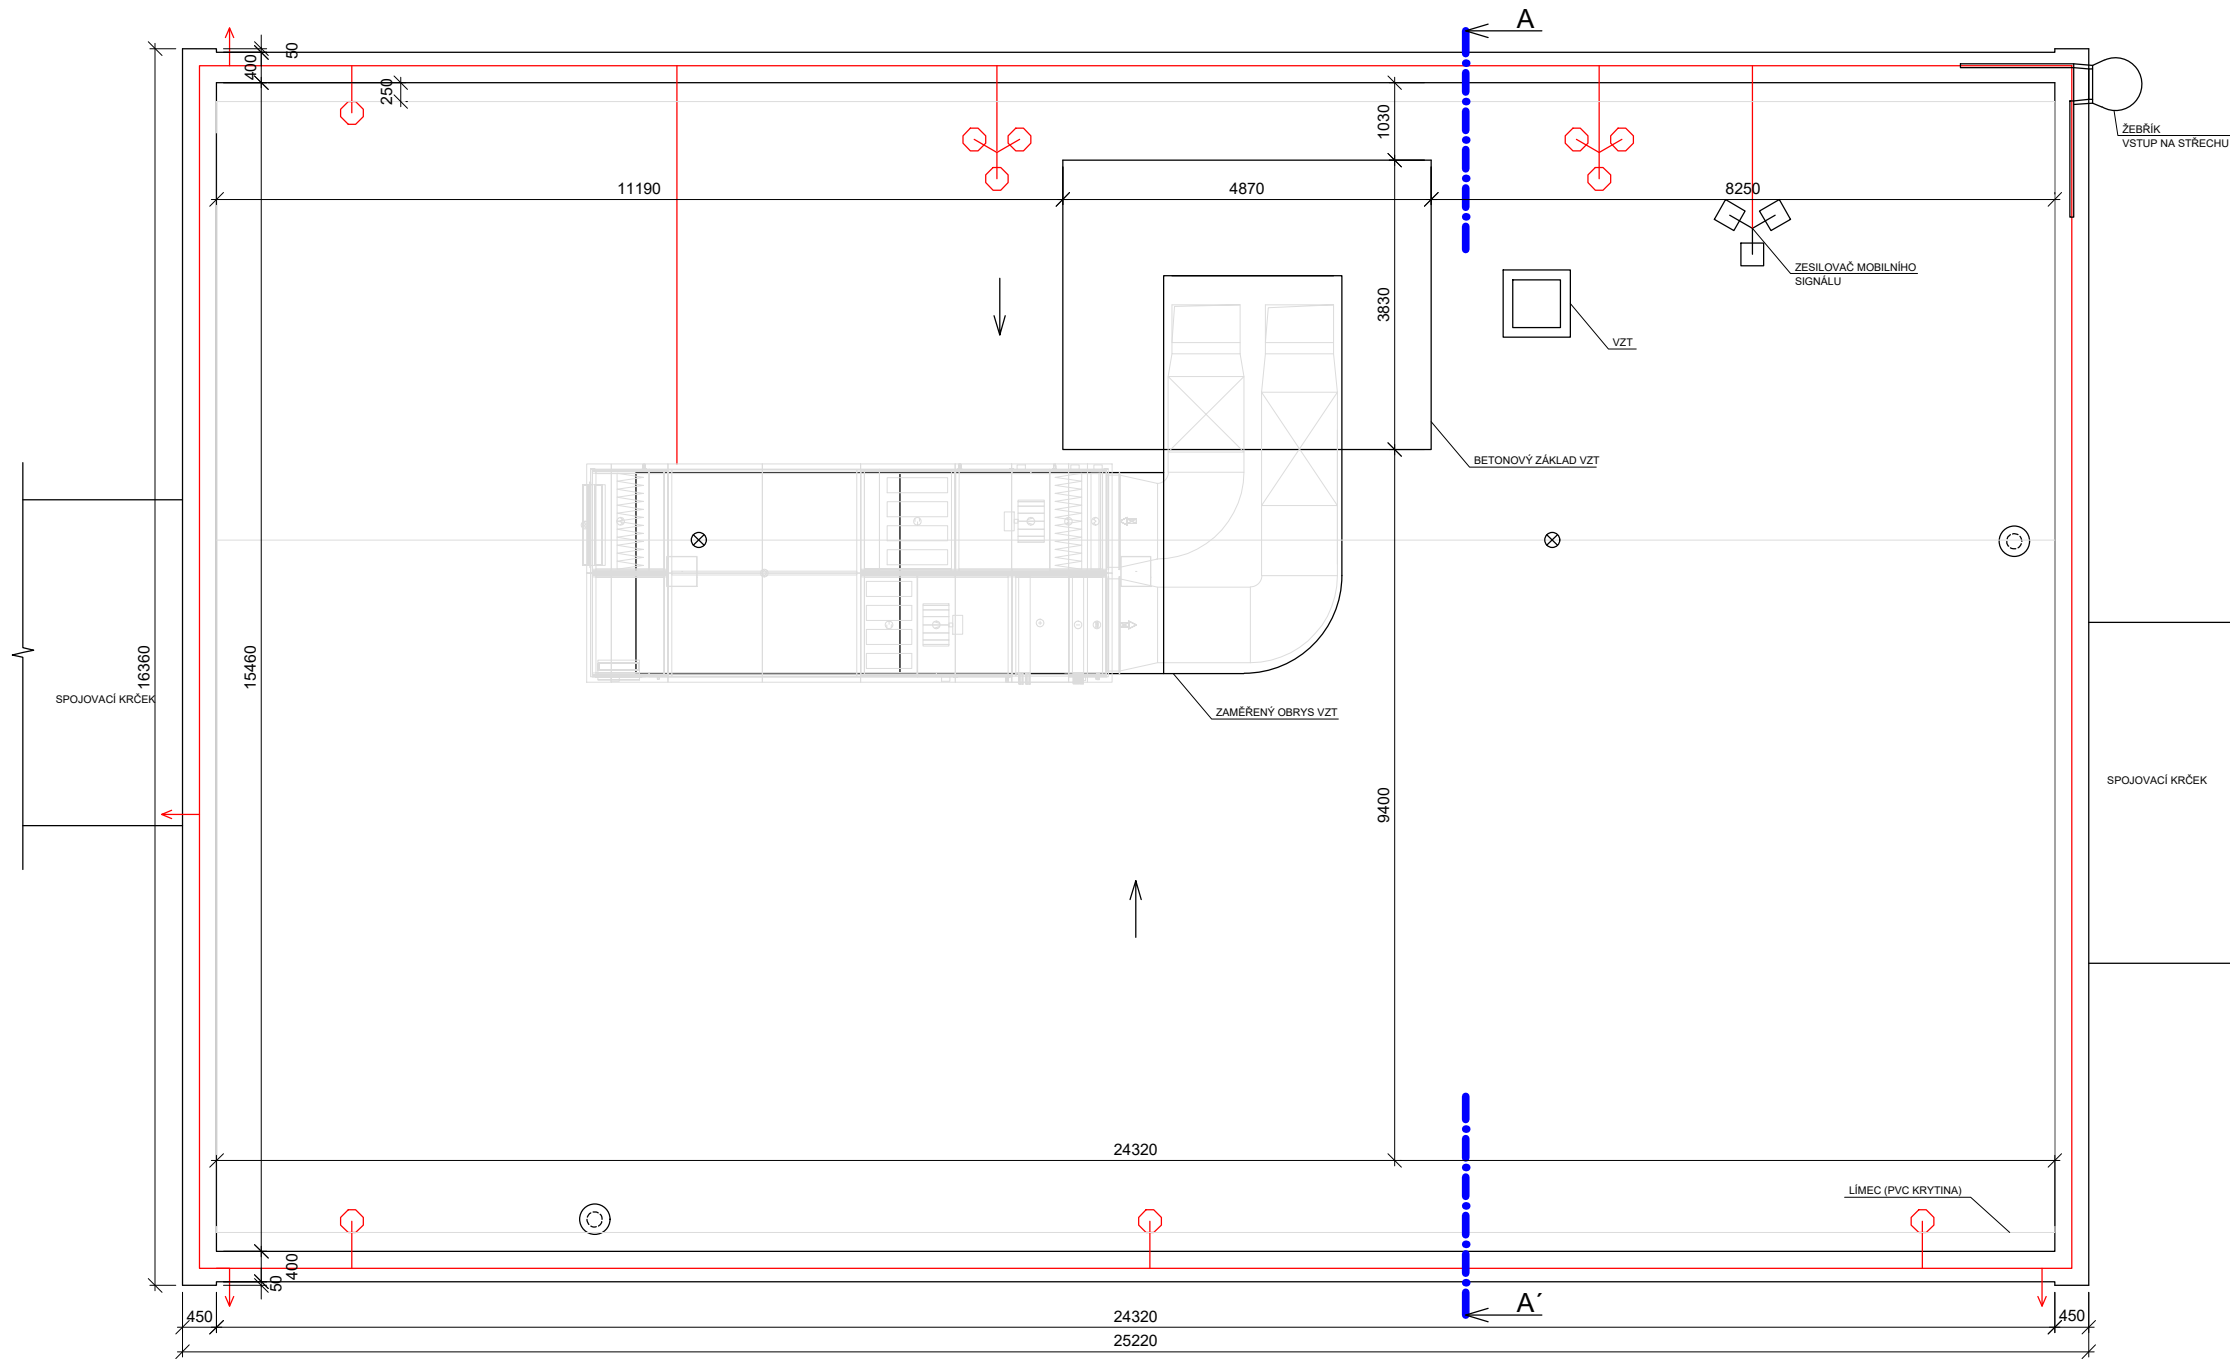 A
50
400
250
1030
ŽEBŘÍK
VSTUP NA STŘECHU
11190
4870
8250
ZESILOVAČ MOBILNÍHO
SIGNÁLU
3830
VZT
BETONOVÝ ZÁKLAD VZT
16360
15460
SPOJOVACÍ KRČEK
ZAMĚŘENÝ OBRYS VZT
SPOJOVACÍ KRČEK
9400
24320
LÍMEC (PVC KRYTINA)
400
50
A´
450
24320
450
25220